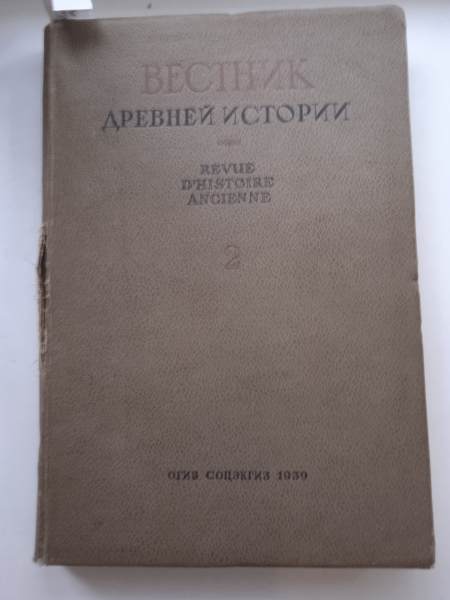 ВЕСТНИК
ДРЕВНЕЙ ИСТОРИИ
REVUE
D'HISTOIRE
ANCIENNE
2
ОГИЗ СОЦЭКГИЗ 1939